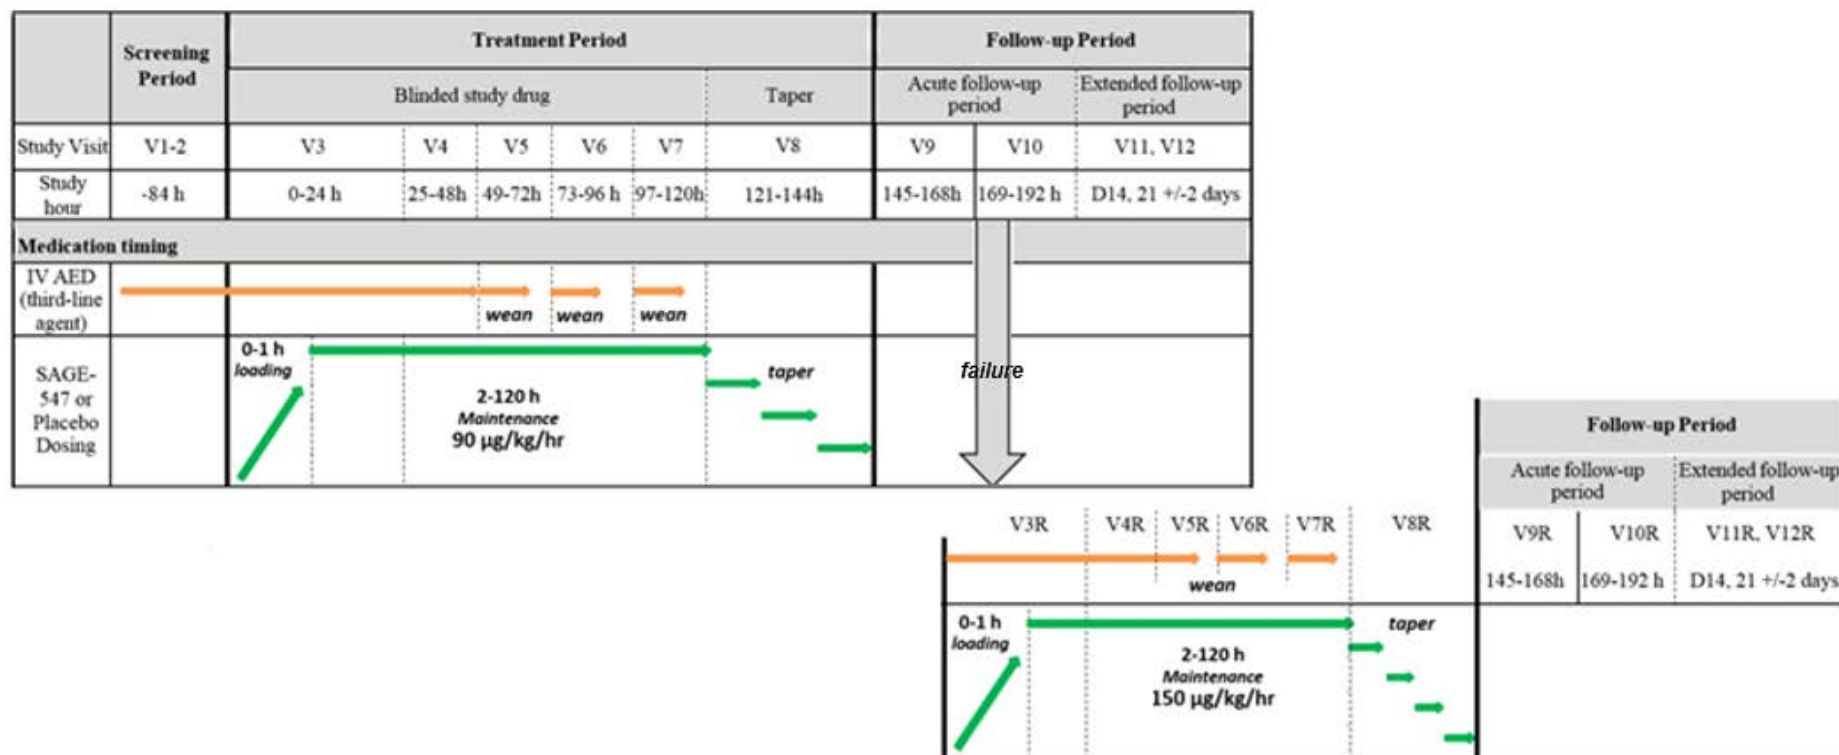 Screening Period
Treatment Period
Follow-up Period
Blinded study drug
Taper
Acute follow-up period
Extended follow-up period
Study Visit
V1-2
V3
V4
V5
V6
V7
V8
V9
V10
V11, V12
Study hour
-84 h
0-24 h
25-48h
49-72h
73-96 h
97-120h
121-144h
145-168h
169-192 h
D14, 21 +/-2 days
Medication timing
IV AED
(third-line
agent)
wean
wean
wean
SAGE-
547 or
Placebo
Dosing
0-1 h
loading
2-120 h
Maintenance
90 µg/kg/hr
taper
failure
Follow-up Period
Acute follow-up period
Extended follow-up period
V3R
V4R
V5R
V6R
V7R
V8R
V9R
V10R
V11R, V12R
wean
145-168h
169-192 h
D14, 21 +/-2 days
0-1 h
loading
2-120 h
Maintenance
150 µg/kg/hr
taper